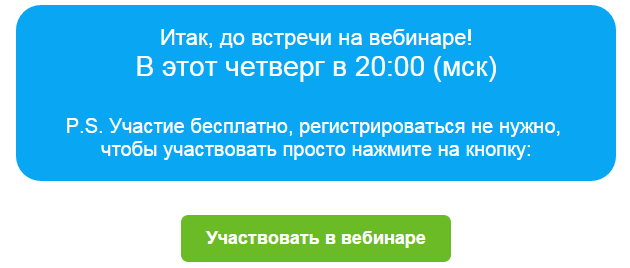 Итак, до встречи на вебинаре!
В этот четверг в 20:00 (мск)
P.S. Участие бесплатно, регистрироваться не нужно,
чтобы участвовать просто нажмите на кнопку:
Участвовать в вебинаре